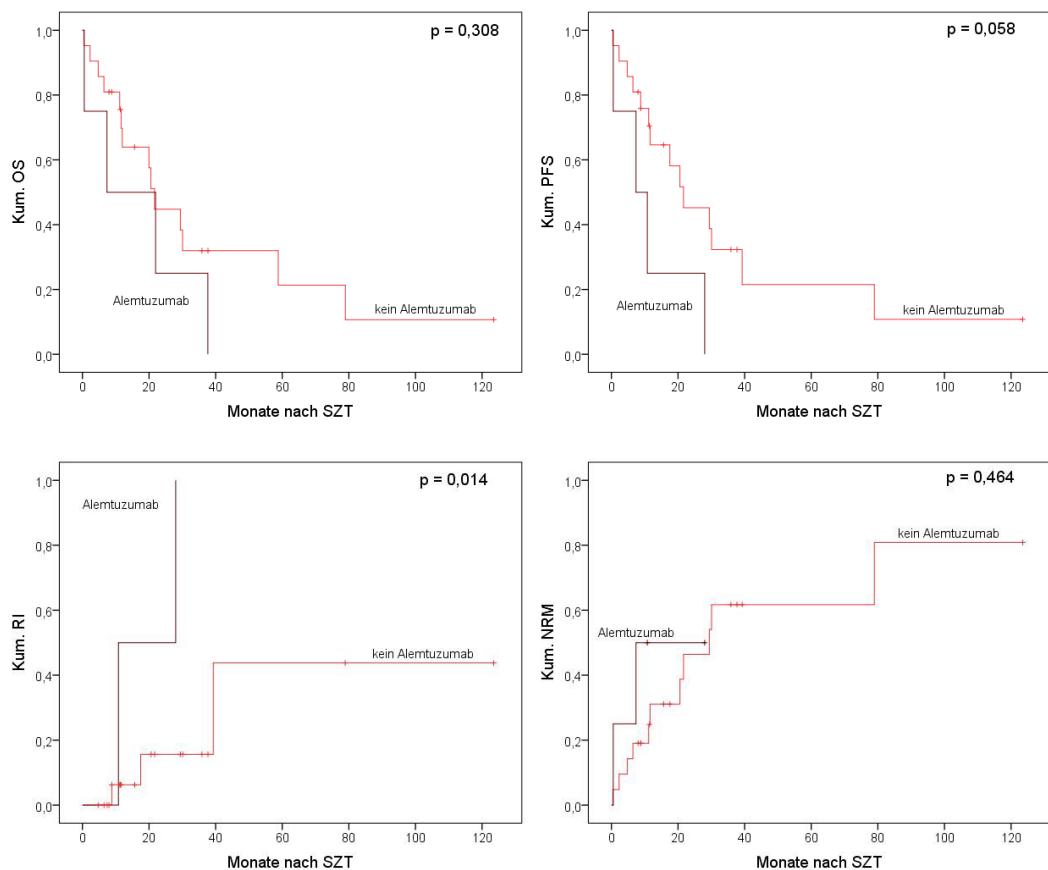 p = 0,308
1,0
0,8
0,6
0,4
0,2
0,0
Kum. OS
Alemtuzumab
kein Alemtuzumab
0 20 40 60 80 100 120
Monate nach SZT
p = 0,058
1,0
0,8
0,6
0,4
0,2
0,0
Kum. PFS
Alemtuzumab
kein Alemtuzumab
0 20 40 60 80 100 120
Monate nach SZT
p = 0,014
1,0
0,8
0,6
0,4
0,2
0,0
Kum. RI
Alemtuzumab
kein Alemtuzumab
0 20 40 60 80 100 120
Monate nach SZT
p = 0,464
1,0
0,8
0,6
0,4
0,2
0,0
Kum. NRM
kein Alemtuzumab
Alemtuzumab
0 20 40 60 80 100 120
Monate nach SZT